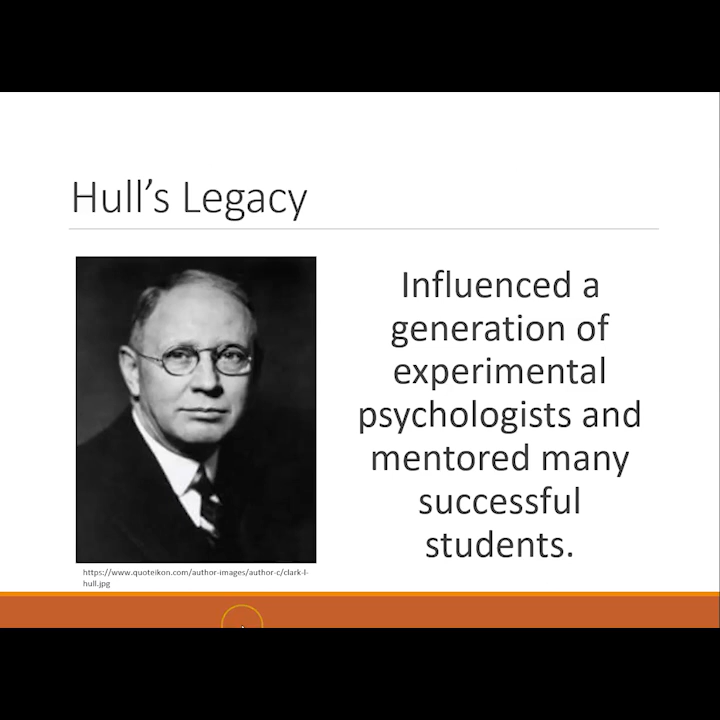 Hull’s Legacy
Influenced a
generation of
experimental
psychologists and
mentored many
successful
students.
https://www.quoteikon.com/author-images/author-c/clark-l-
hull.jpg